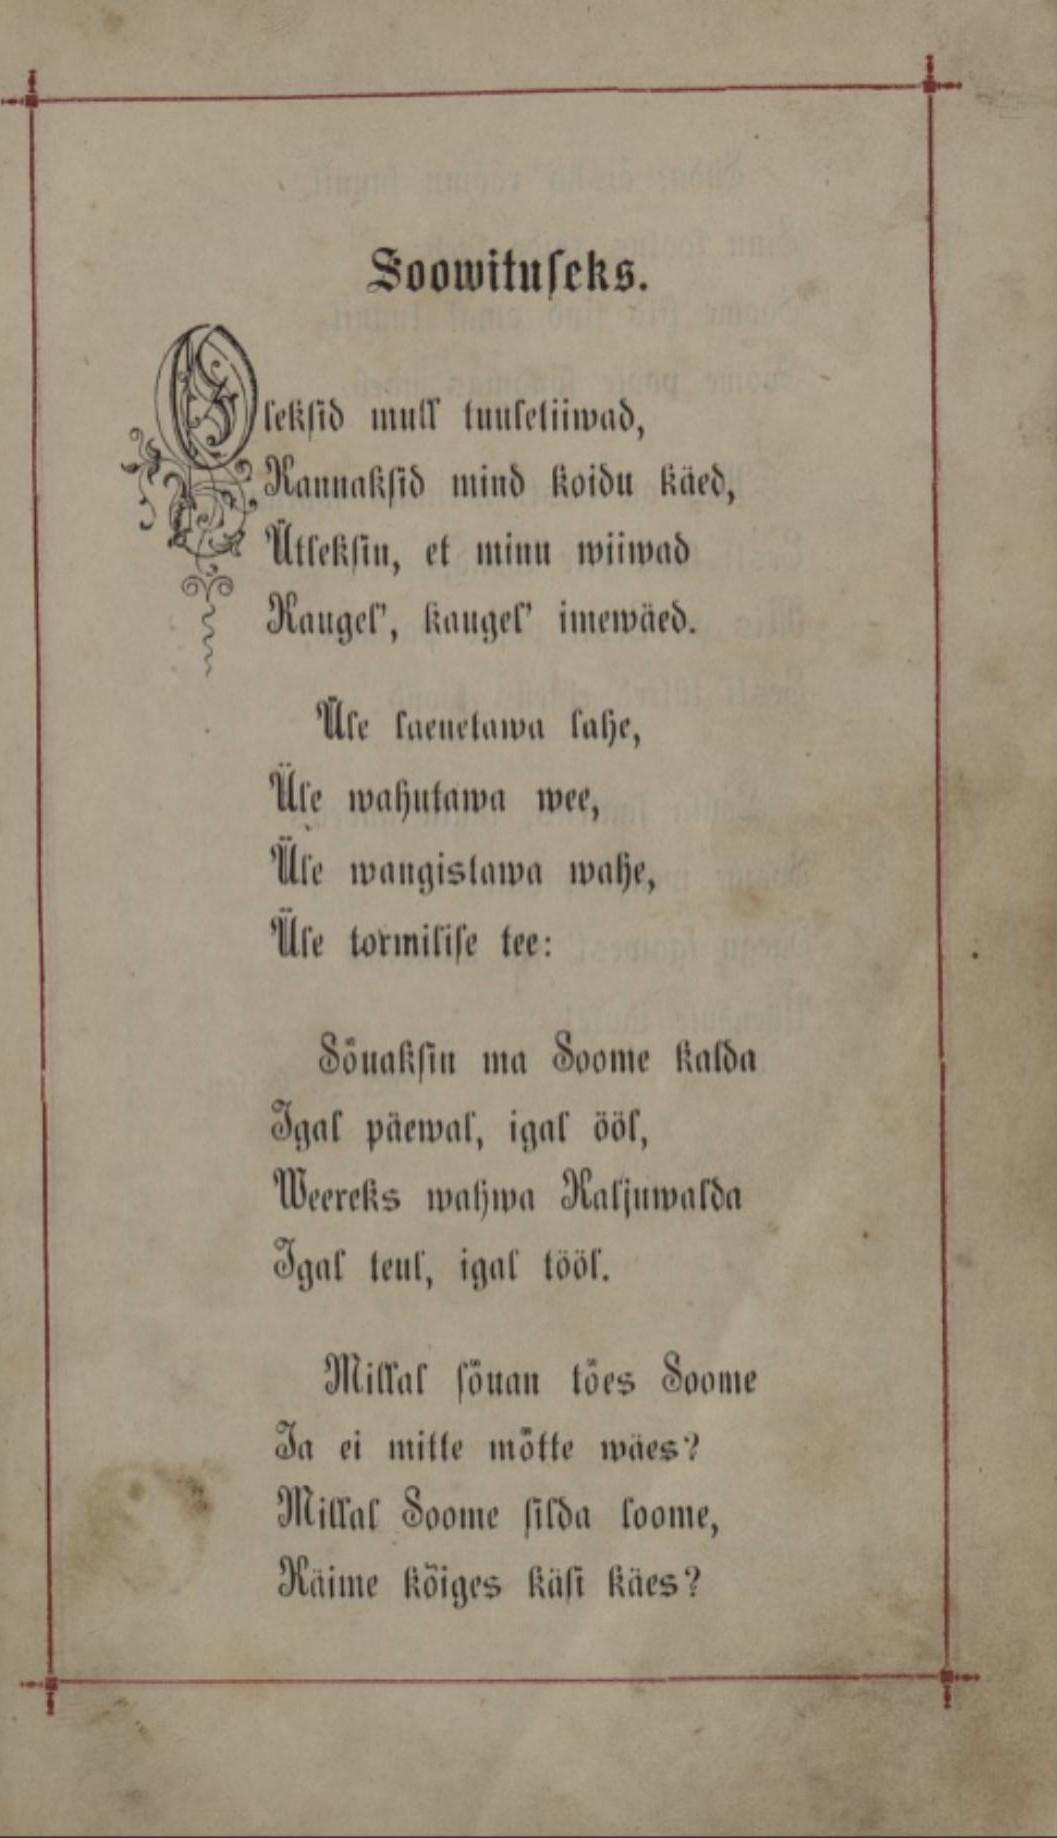 Soowituſeks.
Olekſid mull tuuletiiwad,
Kannakſid mind koidu käed,
Ütlekſin, et minu wiiwad
Kaugel', kaugel' imewäed.
Üle laenetawa lahe,
Üle wahutawa wee,
Üle wangistawa wahe,
Üle tormiliſe tee:
Sõuakſin ma Soome kalda
Igal päewal, igal ööl,
Weereks wahwa Kaljuwalda
Igal teul, igal tööl.
Millal ſõuan tões Soome
Ja ei mitte mõtte wäes?
Millal Soome ſilda loome,
Käime kõiges käſi käes?